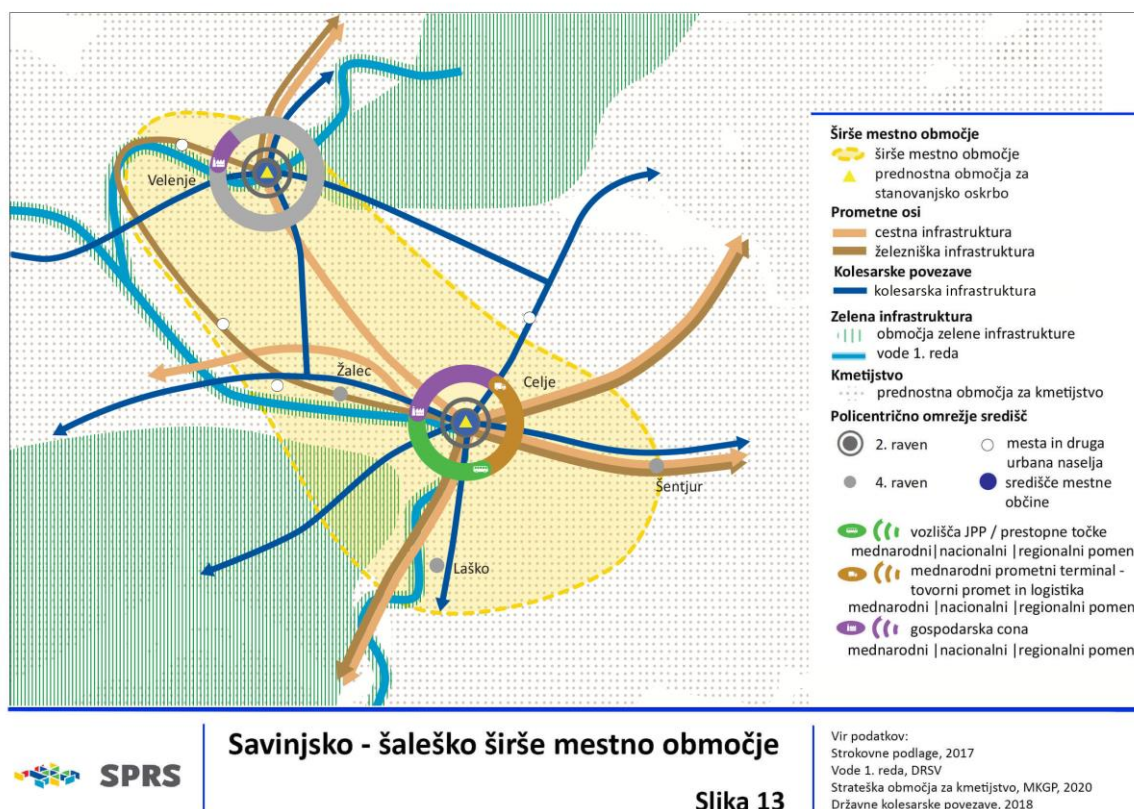 Velenje
Žalec
Celje
Šentjur
Laško
Širše mestno območje
širše mestno območje
prednostna območja za
stanovanjsko oskrbo
Prometne osi
cestna infrastruktura
železniška infrastruktura
Kolesarske povezave
kolesarska infrastruktura
Zelena infrastruktura
območja zelene infrastrukture
vode 1. reda
Kmetijstvo
prednostna območja za kmetijstvo
Policentrično omrežje središč
2. raven
mesta in druga
urbana naselja
4. raven
središče mestne
občine
vozlišča JPP / prestopne točke
mednarodni|nacionalni |regionalni pomen
mednarodni prometni terminal -
tovorni promet in logistika
mednarodni |nacionalni |regionalni pomen
gospodarska cona
mednarodni |nacionalni |regionalni pomen
SPRS
Savinjsko - šaleško širše mestno območje
Slika 13
Vir podatkov:
Strokovne podlage, 2017
Vode 1. reda, DRSV
Strateška območja za kmetijstvo, MKGP, 2020
Državne kolesarske povezave, 2018